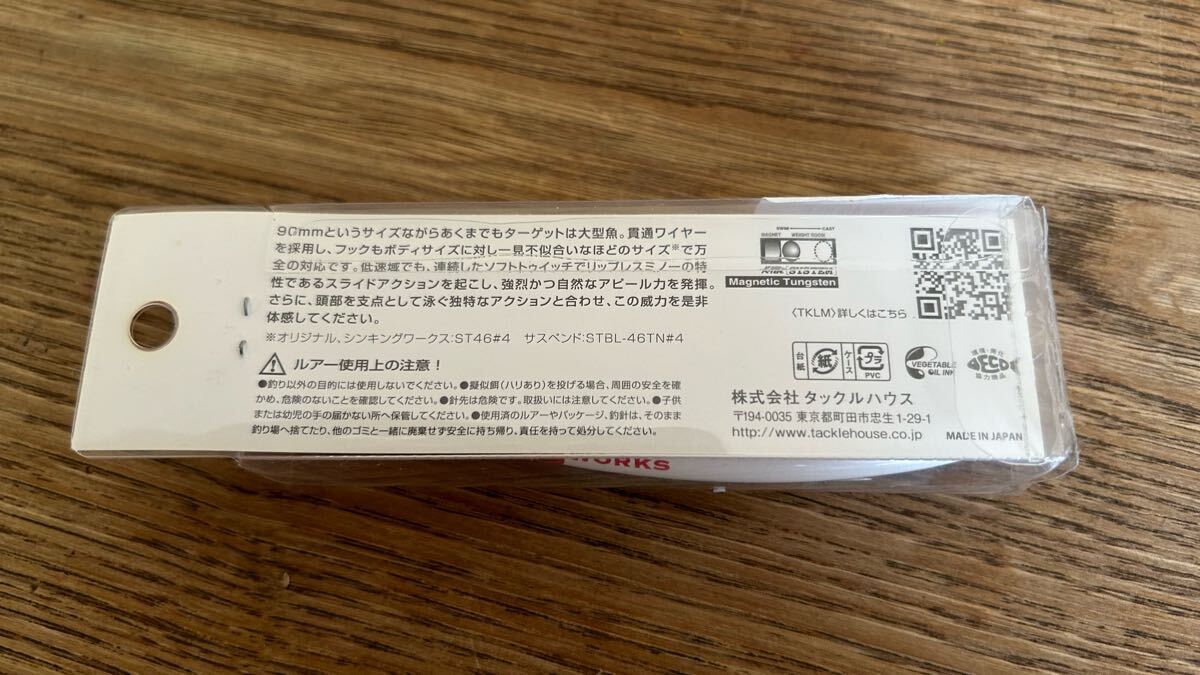 90mmというサイズながらあくまでもターゲットは大型魚。貫通ワイヤー
を採用し、フックもボディサイズに対し一見不似合いなほどのサイズ※で万
全の対応です。低速域でも、連続したソフトトゥイッチでリップレスミノーの特
性であるスライドアクションを起こし、強烈かつ自然なアピール力を発揮。
さらに、頭部を支点として泳ぐ独特なアクションと合わせ、この威力を是非
体感してください。
※オリジナル、シンキングワークス:ST46#4 サスペンド:STBL-46TN#4
ルアー使用上の注意!
●釣り以外の目的には使用しないでください。●擬似餌(ハリあり)を投げる場合、周囲の安全を確
かめ、危険のないことを確認してください。●針先は危険です。取扱いには注意してください。●子供
または幼児の手の届かない所へ保管してください。●使用済のルアーやパッケージ、釣針は、そのまま
釣り場へ捨てたり、他のゴミと一緒に廃棄せず安全に持ち帰り、責任を持って処分してください。
SWIM CAST
MAGNET WEIGHT ROOM
SYSTEM
Magnetic Tungsten
〈TKLM〉詳しくはこちら
台紙 紙 ケース プラ PVC
VEGETABLE OIL INK
環境・美化
ECO
協力商品
株式会社 タックルハウス
〒194-0035 東京都町田市忠生1-29-1
http://www.tacklehouse.co.jp
MADE IN JAPAN
WORKS